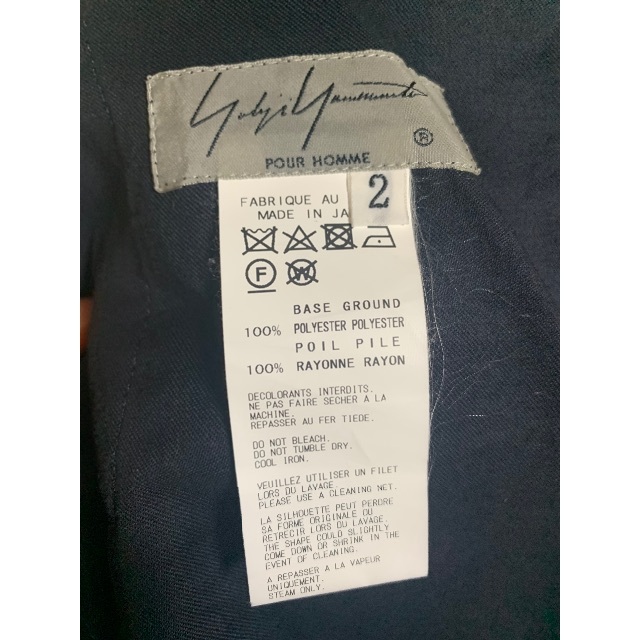 Yohji Yamamoto
®
POUR HOMME
2
FABRIQUE AU
MADE IN JA
F W
BASE GROUND
100% POLYESTER POLYESTER
POIL PILE
100% RAYONNE RAYON
DECOLORANTS INTERDITS.
NE PAS FAIRE SECHER A LA
MACHINE.
REPASSER AU FER TIEDE.
DO NOT BLEACH.
DO NOT TUMBLE DRY.
COOL IRON.
VEUILLEZ UTILISER UN FILET
LORS DU LAVAGE.
PLEASE USE A CLEANING NET.
LA SILHOUETTE PEUT PERDRE
SA FORME ORIGINALE OU
RETRECIR LORS DU LAVAGE.
THE SHAPE COULD SLIGHTLY
COME DOWN OR SHRINK IN THE
EVENT OF CLEANING.
A REPASSER A LA VAPEUR
UNIQUEMENT.
STEAM ONLY.